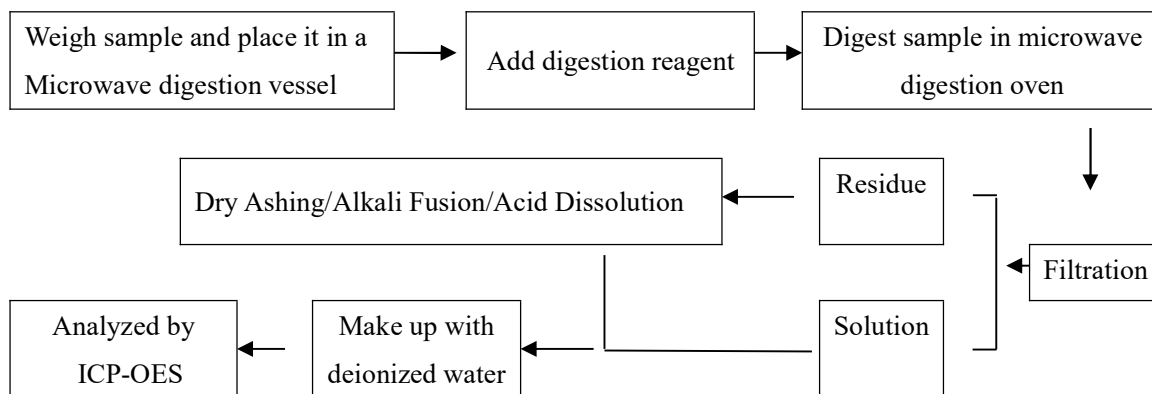 Weigh sample and place it in a
Microwave digestion vessel
Add digestion reagent
Digest sample in microwave
digestion oven
Dry Ashing/Alkali Fusion/Acid Dissolution
Residue
Filtration
Analyzed by
ICP-OES
Make up with
deionized water
Solution